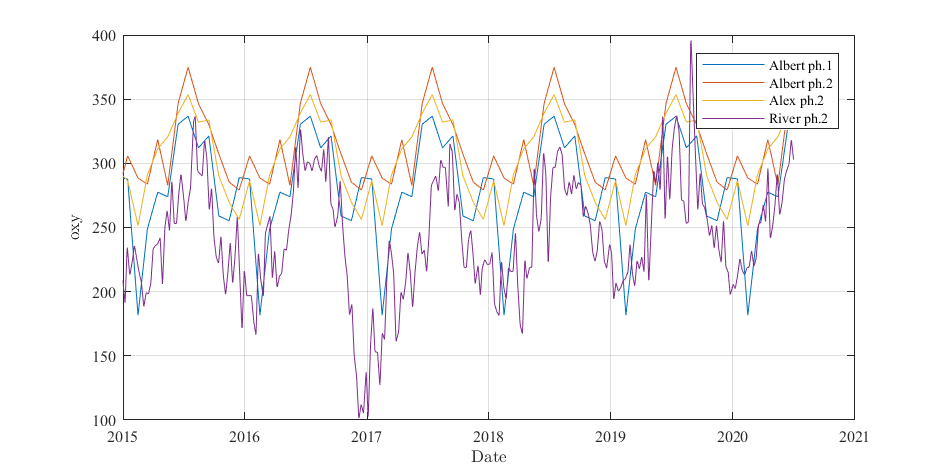 400
350
300
250
200
150
100
oxy
2015 2016 2017 2018 2019 2020 2021
Date
Albert ph.1
Albert ph.2
Alex ph.2
River ph.2